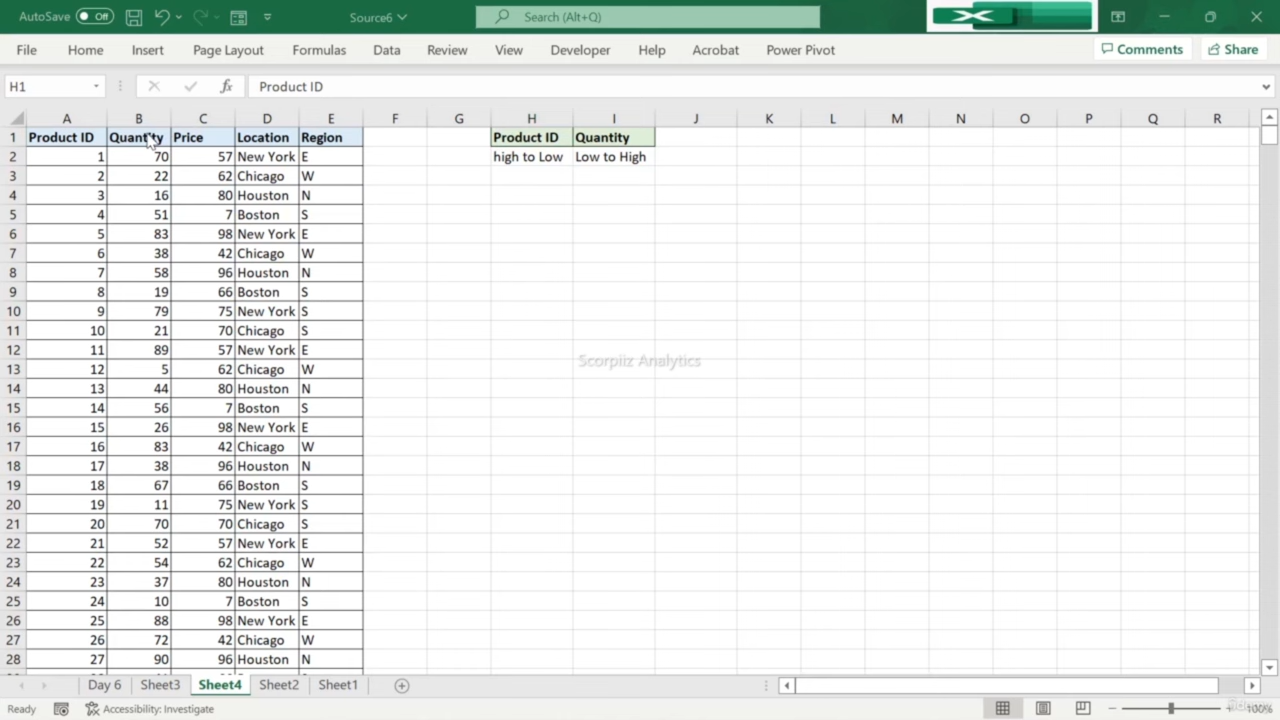 AutoSave Off Source6 Search (Alt+Q)
File Home Insert Page Layout Formulas Data Review View Developer Help Acrobat Power Pivot Comments Share
H1 fx Product ID
A B C D E F G H I J K L M N O P Q R
1 Product ID Quantity Price Location Region Product ID Quantity
2 1 70 57 New York E high to Low Low to High
3 2 22 62 Chicago W
4 3 16 80 Houston N
5 4 51 7 Boston S
6 5 83 98 New York E
7 6 38 42 Chicago W
8 7 58 96 Houston N
9 8 19 66 Boston S
10 9 79 75 New York S
11 10 21 70 Chicago S
12 11 89 57 New York E
13 12 5 62 Chicago W
Scorpiiz Analytics
14 13 44 80 Houston N
15 14 56 7 Boston S
16 15 26 98 New York E
17 16 83 42 Chicago W
18 17 38 96 Houston N
19 18 67 66 Boston S
20 19 11 75 New York S
21 20 70 70 Chicago S
22 21 52 57 New York E
23 22 54 62 Chicago W
24 23 37 80 Houston N
25 24 10 7 Boston S
26 25 88 98 New York E
27 26 72 42 Chicago W
28 27 90 96 Houston N
Day 6 Sheet3 Sheet4 Sheet2 Sheet1
Ready Accessibility: Investigate 100%